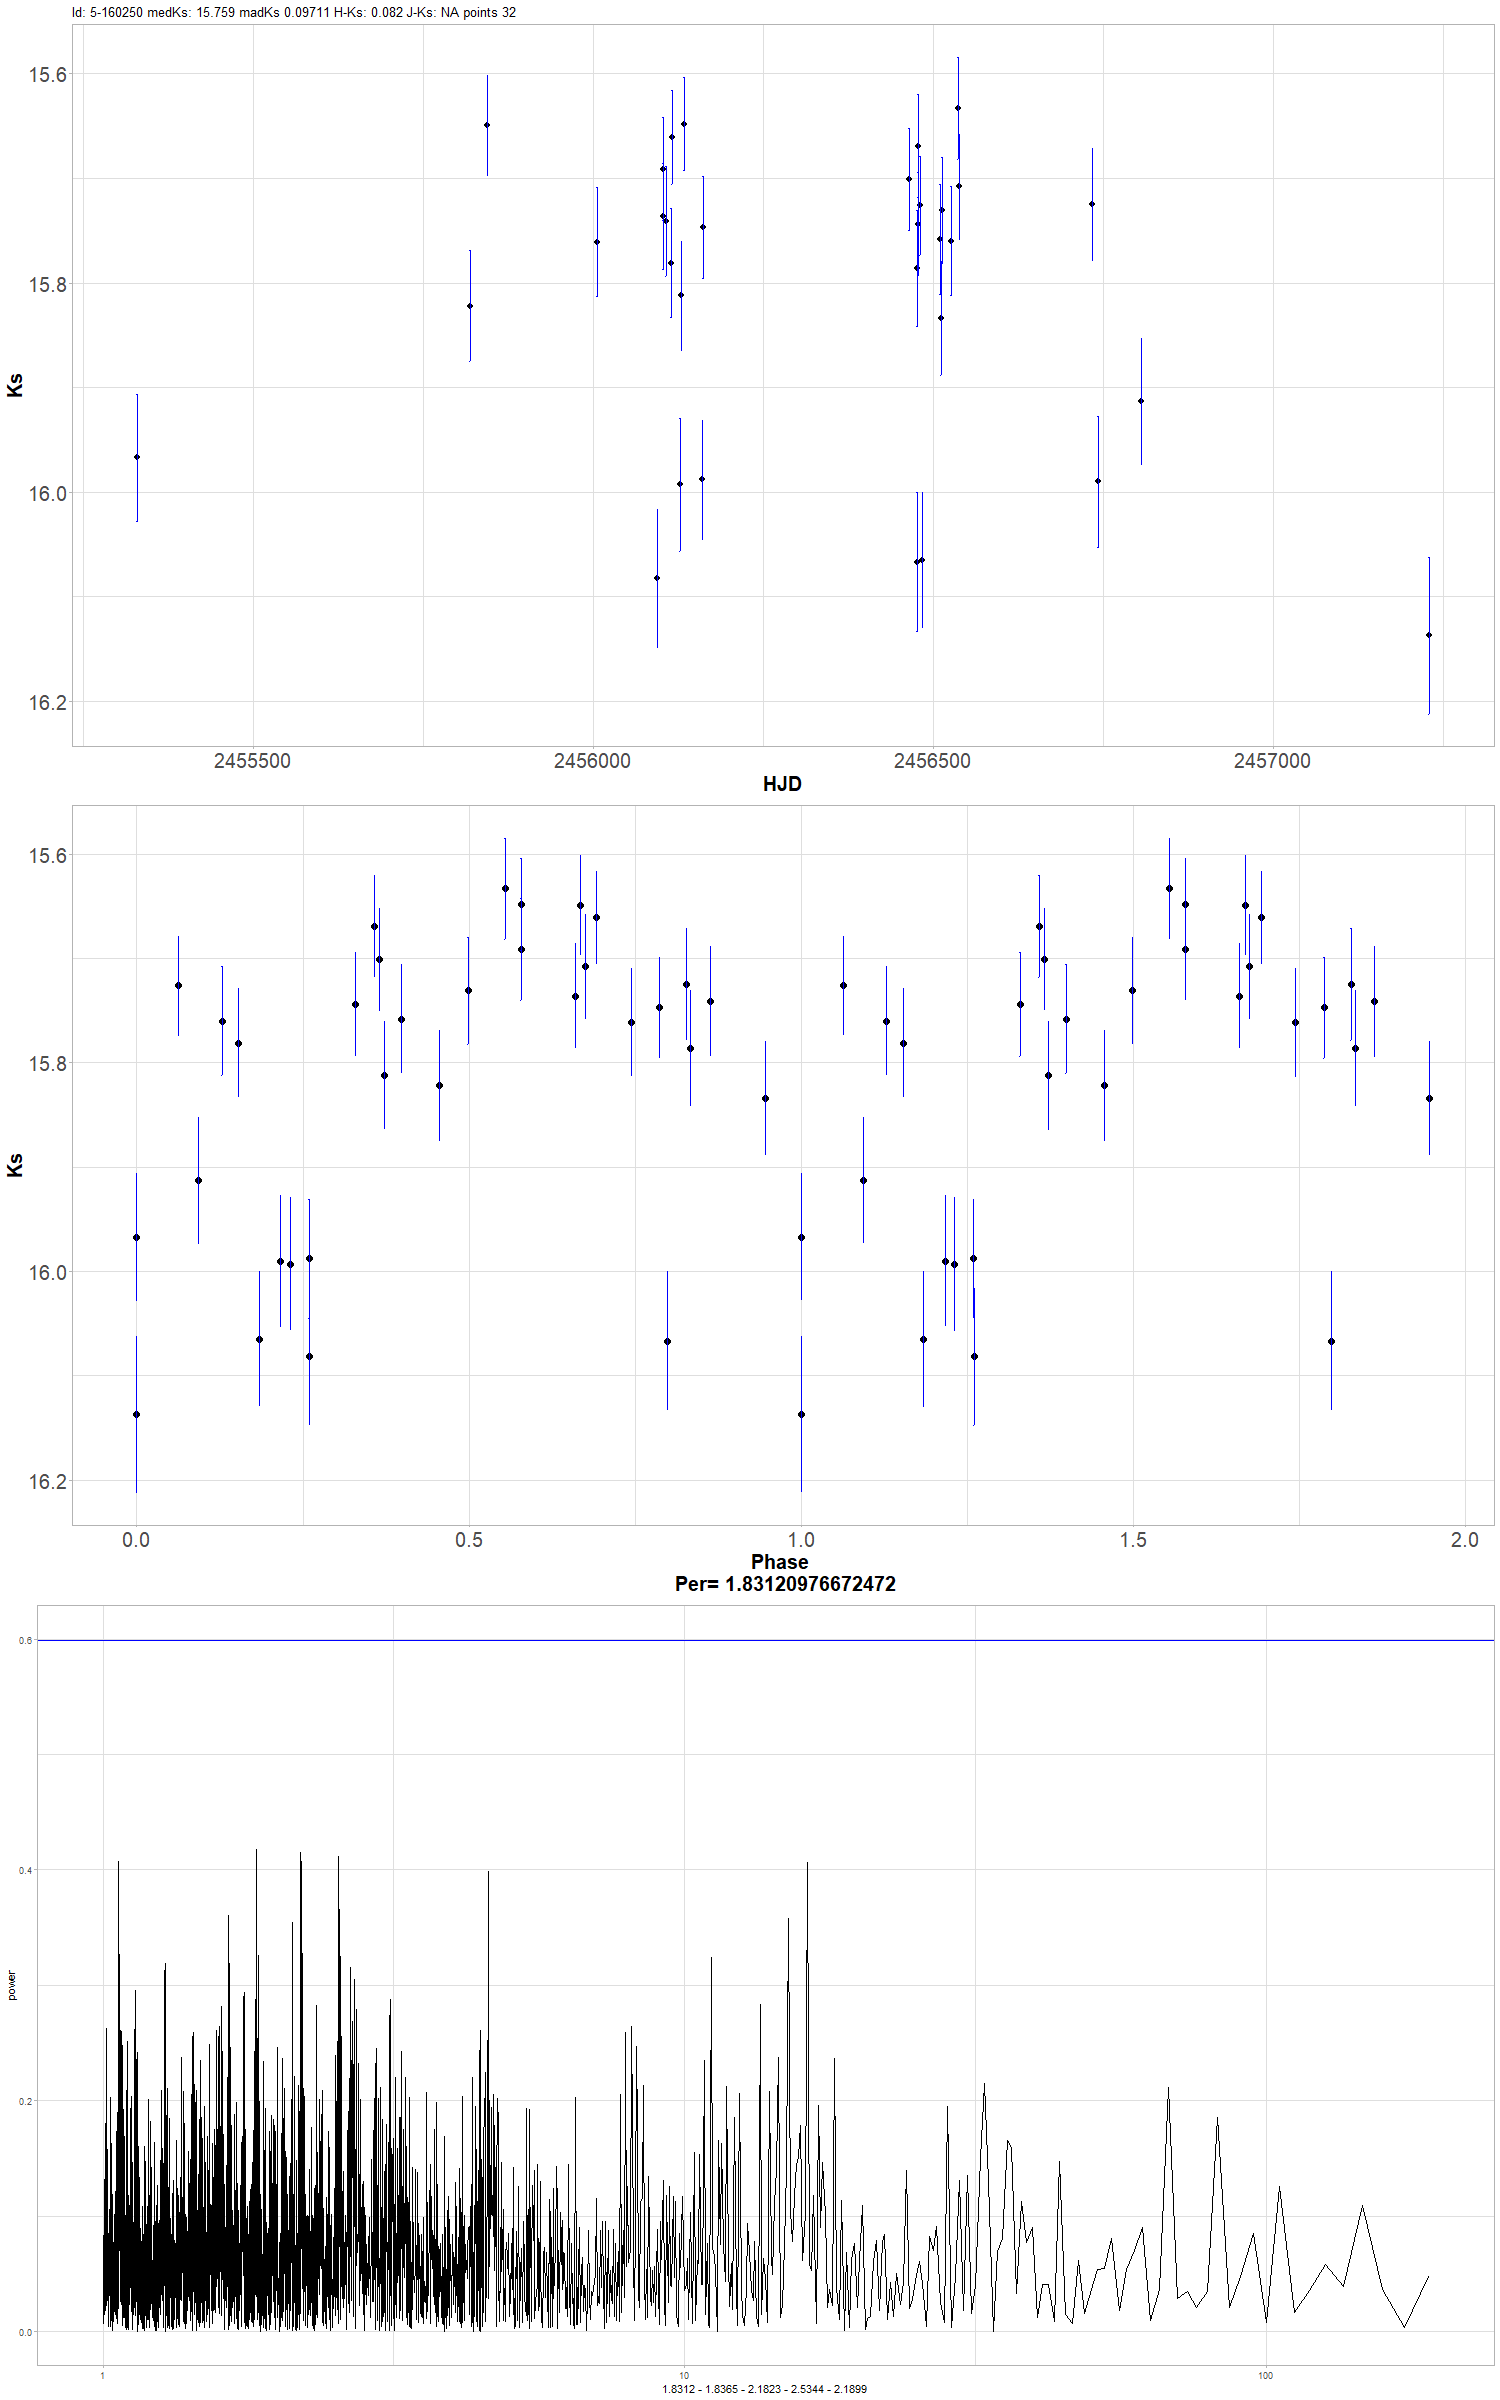 Id: 5-160250 medKs: 15.759 madKs 0.09711 H-Ks: 0.082 J-Ks: NA points 32
15.6
15.8
16.0
16.2
Ks
2455500 2456000 2456500 2457000
HJD
15.6
15.8
16.0
16.2
Ks
0.0 0.5 1.0 1.5 2.0
Phase
Per= 1.83120976672472
0.6
0.4
0.2
0.0
power
1 10 100
1.8312 - 1.8365 - 2.1823 - 2.5344 - 2.1899